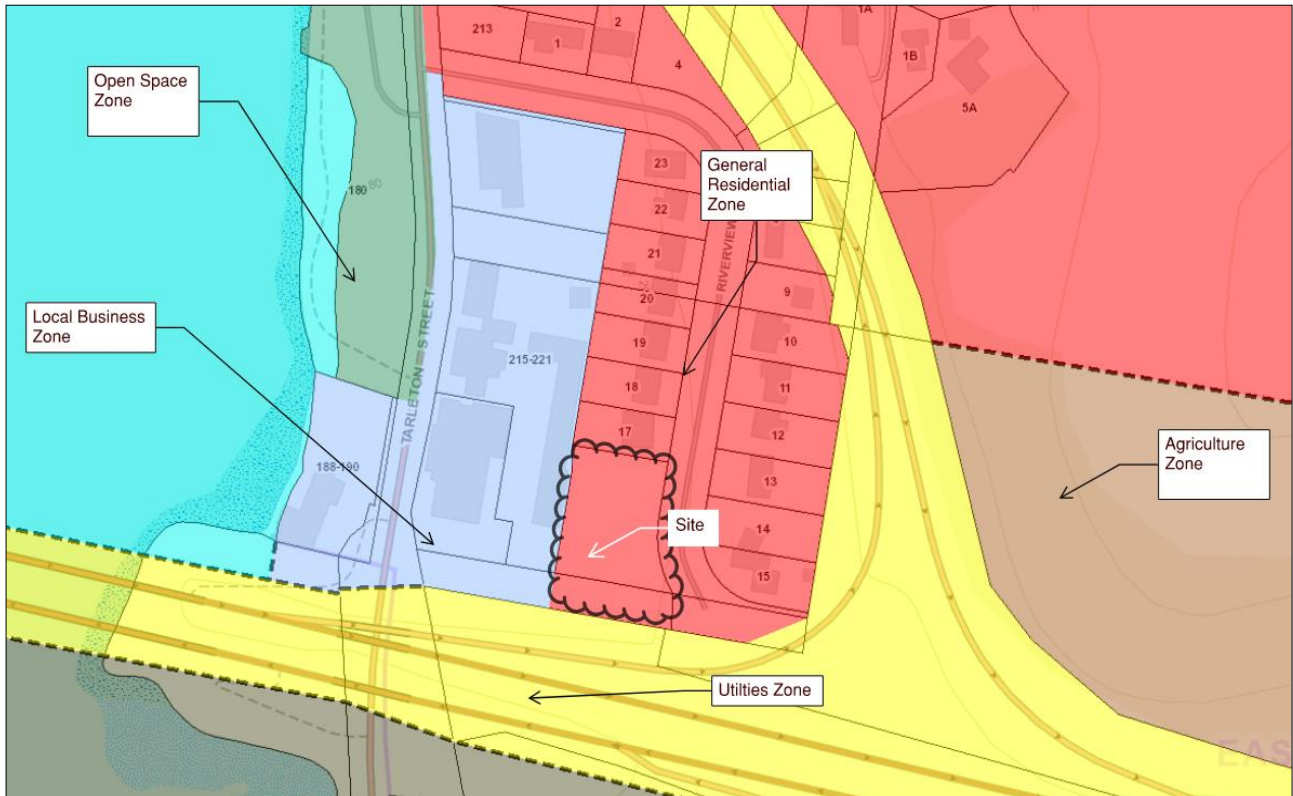 213
1
2
4
1A
1B
5A
Open Space
Zone
180
80
23
General
Residential
Zone
22
21
20
RIVERVIEW
9
Local Business
Zone
TARLETON STREET
215-221
19
10
18
11
17
12
Agriculture
Zone
188-190
13
Site
14
15
Utilties Zone
EAS